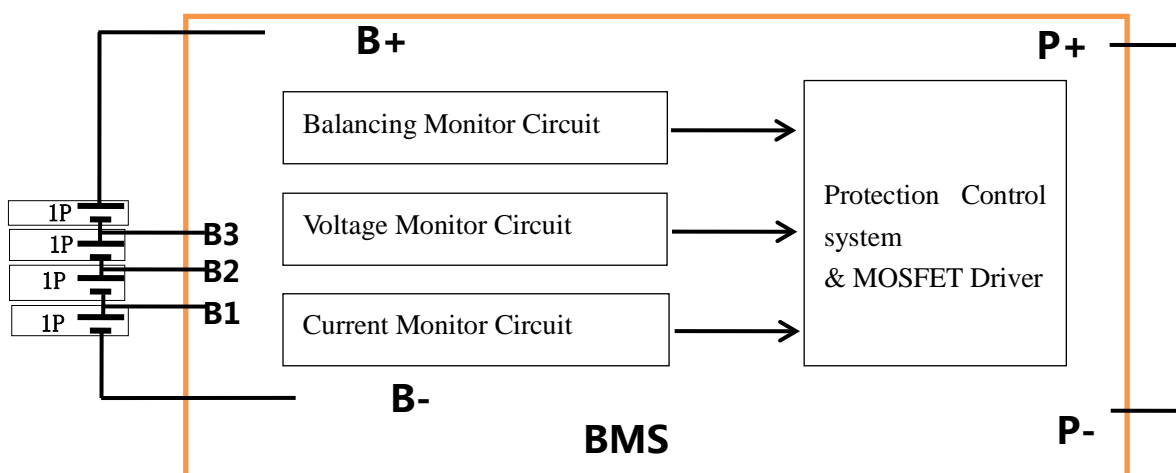 B+
P+
Balancing Monitor Circuit
1P
B3
1P
Voltage Monitor Circuit
B2
1P
B1
1P
Current Monitor Circuit
Protection Control
system
& MOSFET Driver
B-
P-
BMS